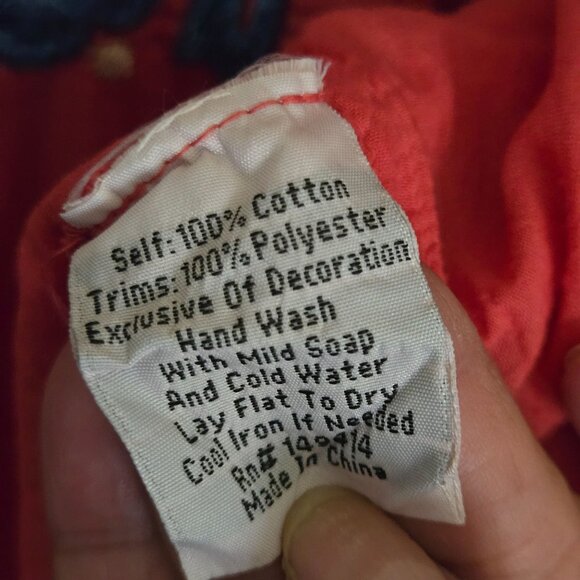 Self: 100% Cotton
Trims: 100% Polyester
Exclusive Of Decoration
Hand Wash
With Mild Soap
And Cold Water
Lay Flat To Dry
Cool Iron If Needed
Rn#
Made In China